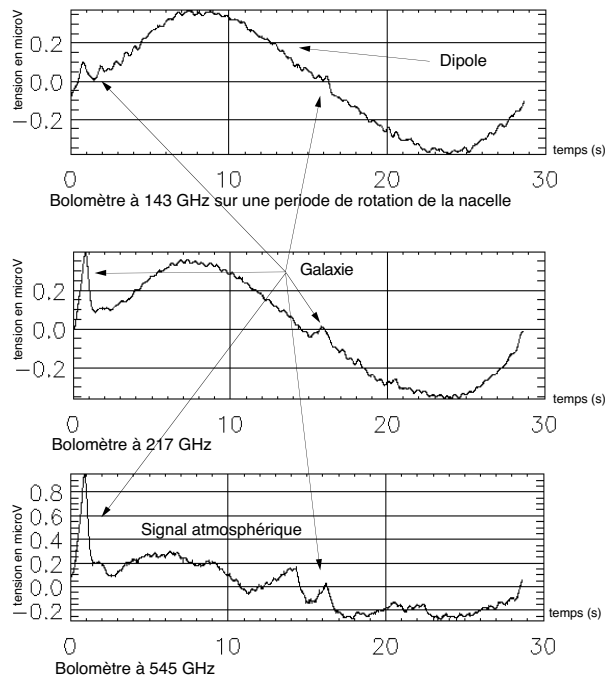 tension en microV
0.2
0.0
−0.2
Dipole
temps (s)
0 10 20 30
Bolomètre à 143 GHz sur une periode de rotation de la nacelle
tension en microV
0.2
0.0
−0.2
Galaxie
temps (s)
0 10 20 30
Bolomètre à 217 GHz
tension en microV
0.8
0.6
0.4
0.2
0.0
−0.2
Signal atmosphérique
temps (s)
0 10 20 30
Bolomètre à 545 GHz